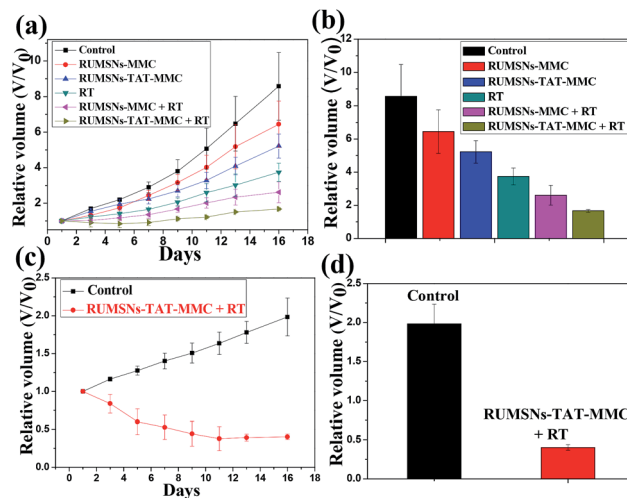 (a)
Relative volume (V/V0)
10
8
6
4
2
Control
RUMSNs-MMC
RUMSNs-TAT-MMC
RT
RUMSNs-MMC + RT
RUMSNs-TAT-MMC + RT
0 2 4 6 8 10 12 14 16 18
Days
(b)
Relative volume (V/V0)
12
10
8
6
4
2
0
Control
RUMSNs-MMC
RUMSNs-TAT-MMC
RT
RUMSNs-MMC + RT
RUMSNs-TAT-MMC + RT
(c)
Relative volume (V/V0)
2.5
2.0
1.5
1.0
0.5
0.0
Control
RUMSNs-TAT-MMC + RT
0 2 4 6 8 10 12 14 16 18
Days
(d)
Relative volume (V/V0)
2.5
2.0
1.5
1.0
0.5
0.0
Control
RUMSNs-TAT-MMC
+ RT